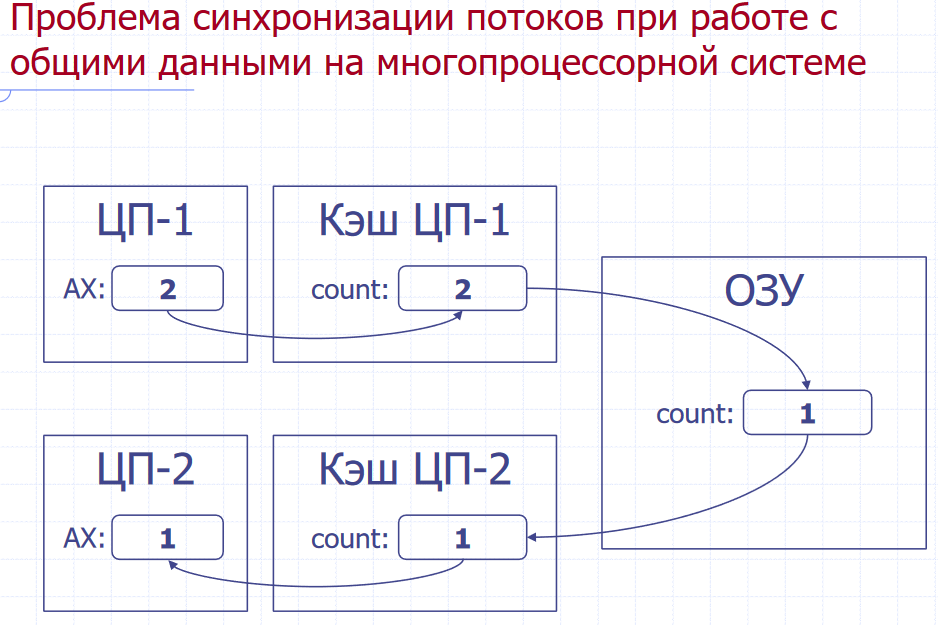 Проблема синхронизации потоков при работе с
общими данными на многопроцессорной системе
ЦП-1
AX: 2
Кэш ЦП-1
count: 2
ОЗУ
count: 1
ЦП-2
AX: 1
Кэш ЦП-2
count: 1